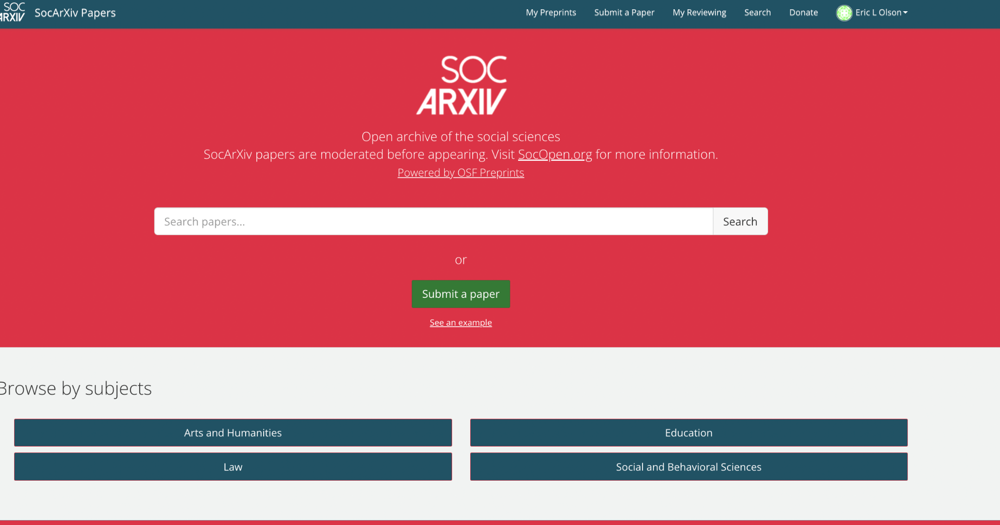 SOC
ARXIV
SocArXiv Papers
My Preprints
Submit a Paper
My Reviewing
Search
Donate
Eric L Olson
SOC
ARXIV
Open archive of the social sciences
SocArXiv papers are moderated before appearing. Visit SocOpen.org for more information.
Powered by OSF Preprints
Search papers...
Search
or
Submit a paper
See an example
Browse by subjects
Arts and Humanities
Education
Law
Social and Behavioral Sciences